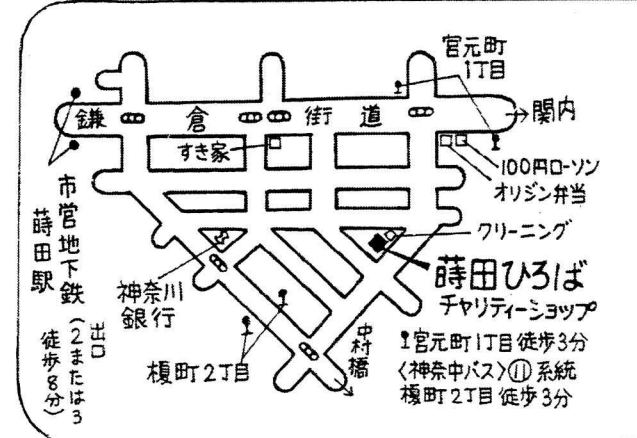 宮元町
1丁目
鎌倉街道
→関内
すき家
100円ローソン
オリジン弁当
クリーニング
市営地下鉄
蒔田駅
出口
(2または3
徒歩8分)
神奈川
銀行
榎町2丁目
中村橋
蒔田ひろば
チャリティーショップ
宮元町1丁目徒歩3分
〈神奈中バス〉⑪系統
榎町2丁目徒歩3分